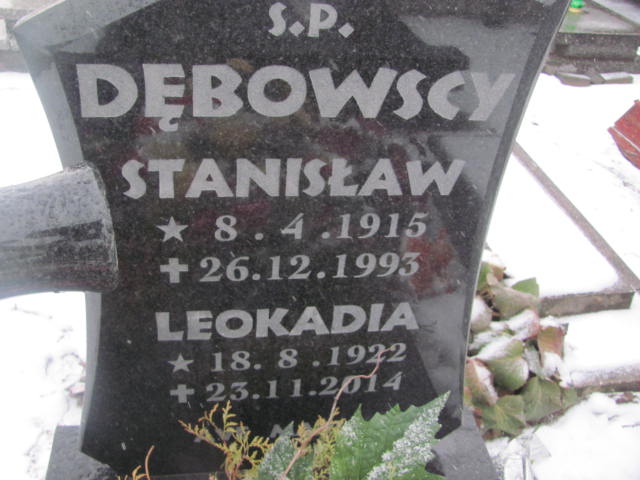 Ś.P.
DĘBOWSCY
STANISŁAW
★ 8.4.1915
✝ 26.12.1993
LEOKADIA
★ 18.8.1922
✝ 23.11.2014